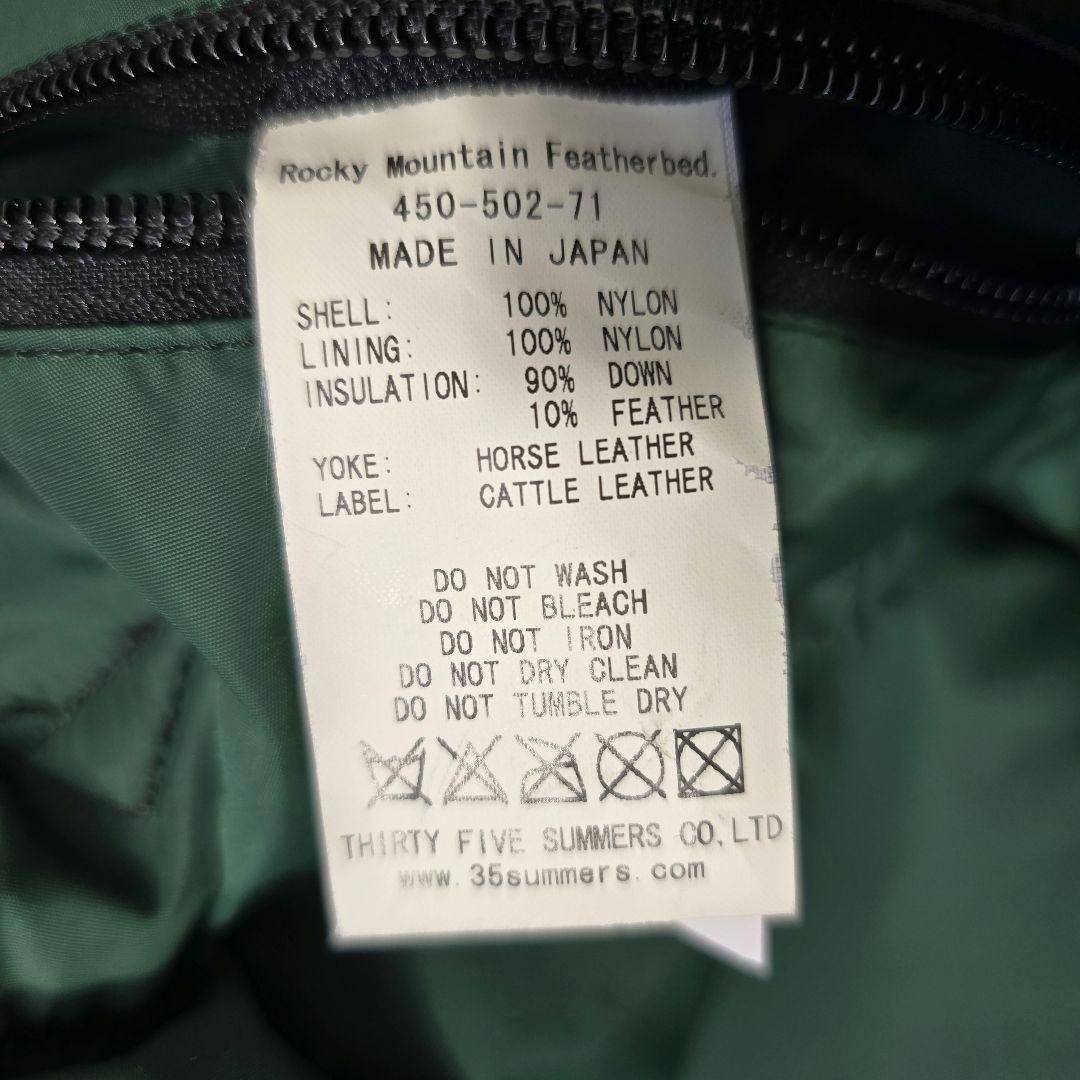 Rocky Mountain Featherbed.
450-502-71
MADE IN JAPAN
SHELL: 100% NYLON
LINING: 100% NYLON
INSULATION: 90% DOWN
10% FEATHER
YOKE: HORSE LEATHER
LABEL: CATTLE LEATHER
DO NOT WASH
DO NOT BLEACH
DO NOT IRON
DO NOT DRY CLEAN
DO NOT TUMBLE DRY
THIRTY FIVE SUMMERS CO,LTD
www.35summers.com